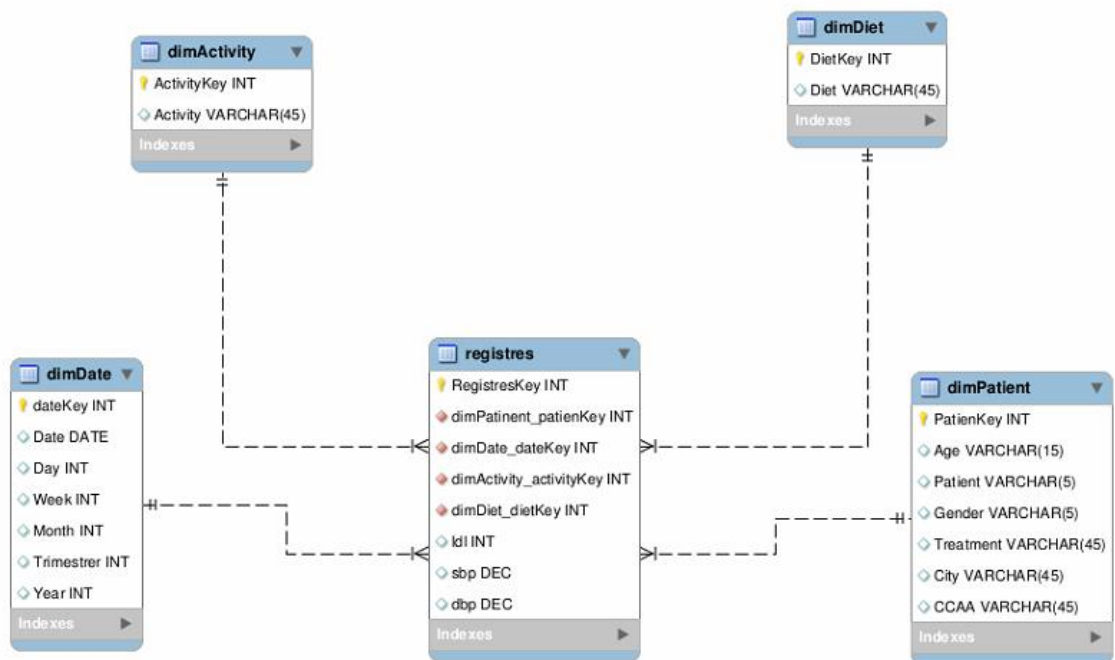 dimActivity
ActivityKey INT
Activity VARCHAR(45)
Indexes
dimDiet
DietKey INT
Diet VARCHAR(45)
Indexes
dimDate
dateKey INT
Date DATE
Day INT
Week INT
Month INT
Trimestrer INT
Year INT
Indexes
registres
RegistresKey INT
dimPatinent_patienKey INT
dimDate_dateKey INT
dimActivity_activityKey INT
dimDiet_dietKey INT
ldl INT
sbp DEC
dbp DEC
Indexes
dimPatient
PatienKey INT
Age VARCHAR(15)
Patient VARCHAR(5)
Gender VARCHAR(5)
Treatment VARCHAR(45)
City VARCHAR(45)
CCAA VARCHAR(45)
Indexes